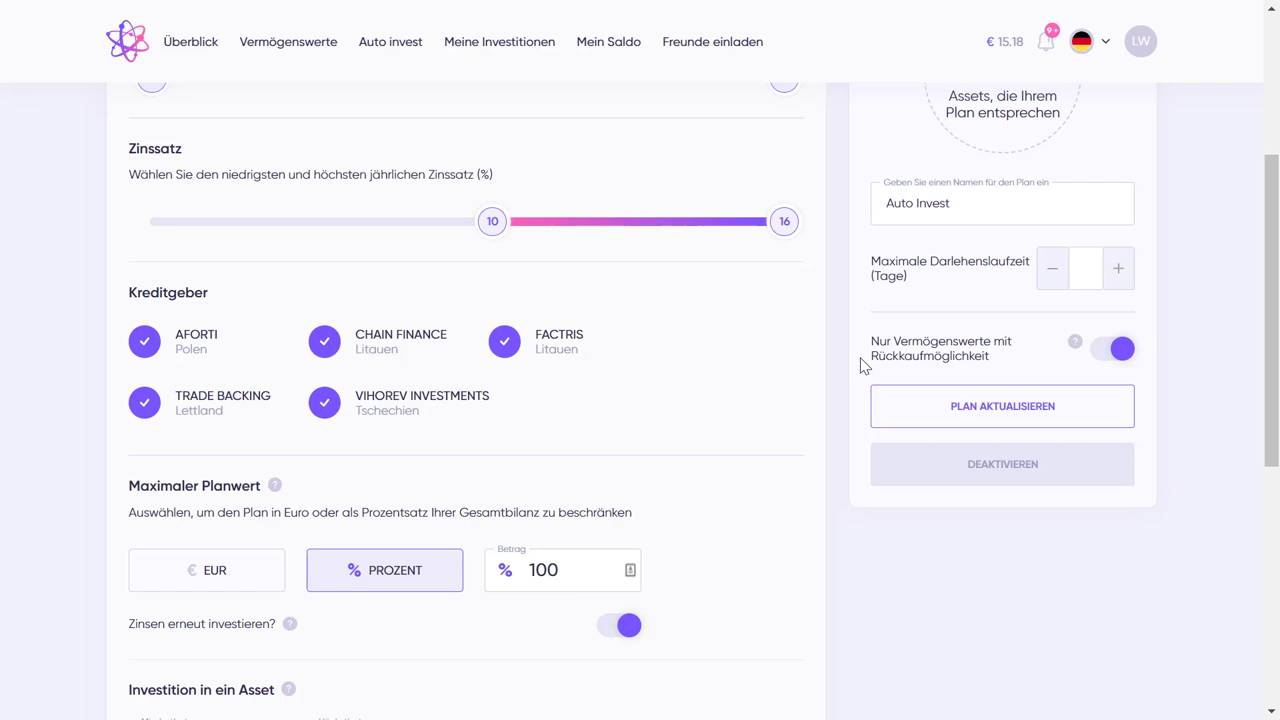 Überblick
Vermögenswerte
Auto invest
Meine Investitionen
Mein Saldo
Freunde einladen
€ 15.18
9+
LW
Zinssatz
Wählen Sie den niedrigsten und höchsten jährlichen Zinssatz (%)
10
16
Kreditgeber
AFORTI
Polen
CHAIN FINANCE
Litauen
FACTRIS
Litauen
TRADE BACKING
Lettland
VIHOREV INVESTMENTS
Tschechien
Maximaler Planwert ?
Auswählen, um den Plan in Euro oder als Prozentsatz Ihrer Gesamtbilanz zu beschränken
€ EUR
% PROZENT
Betrag
% 100
Zinsen erneut investieren? ?
Investition in ein Asset ?
Assets, die Ihrem
Plan entsprechen
Geben Sie einen Namen für den Plan ein
Auto Invest
Maximale Darlehenslaufzeit
(Tage)
− +
Nur Vermögenswerte mit
Rückkaufmöglichkeit
?
PLAN AKTUALISIEREN
DEAKTIVIEREN